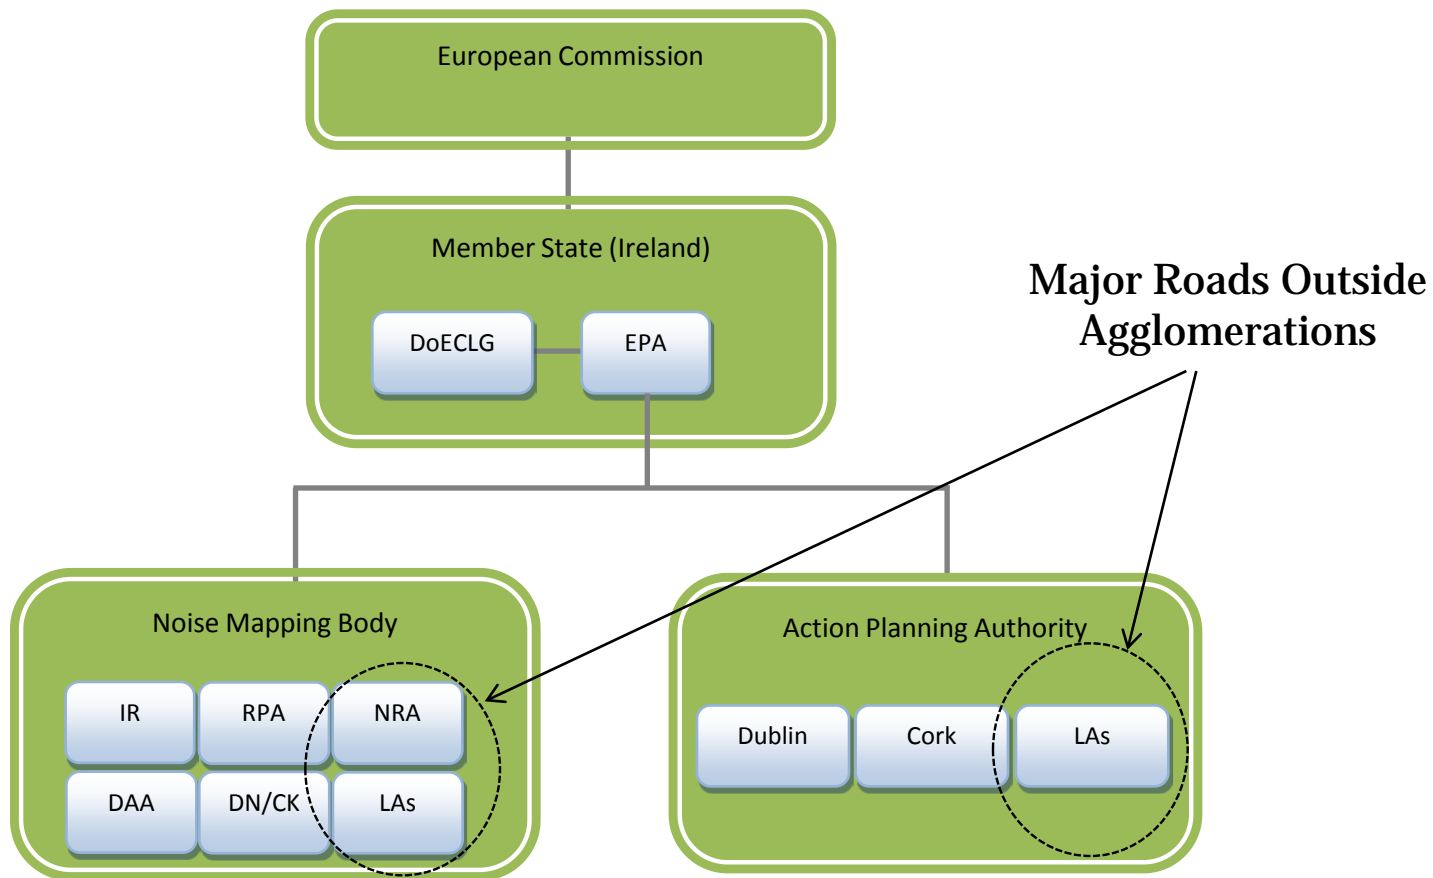 European Commission
Member State (Ireland)
DoECLG
EPA
Major Roads Outside
Agglomerations
Noise Mapping Body
IR
RPA
NRA
DAA
DN/CK
LAs
Action Planning Authority
Dublin
Cork
LAs